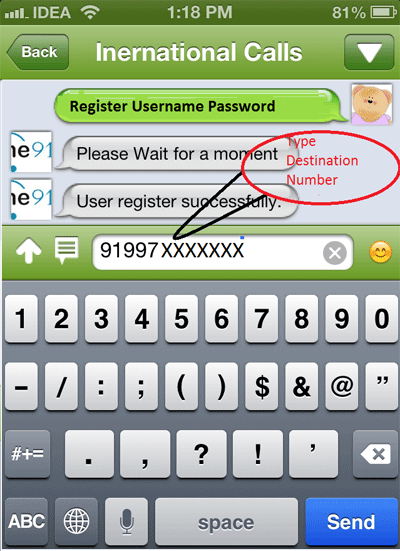 IDEA 1:18 PM 81%
Back Inernational Calls
Register Username Password
ne91
Please Wait for a moment
Type
Destination
Number
ne91
User register successfully.
91997XXXXXXX
1 2 3 4 5 6 7 8 9 0
- / : ; ( ) $ & @ "
#+= . , ? ! '
ABC space Send